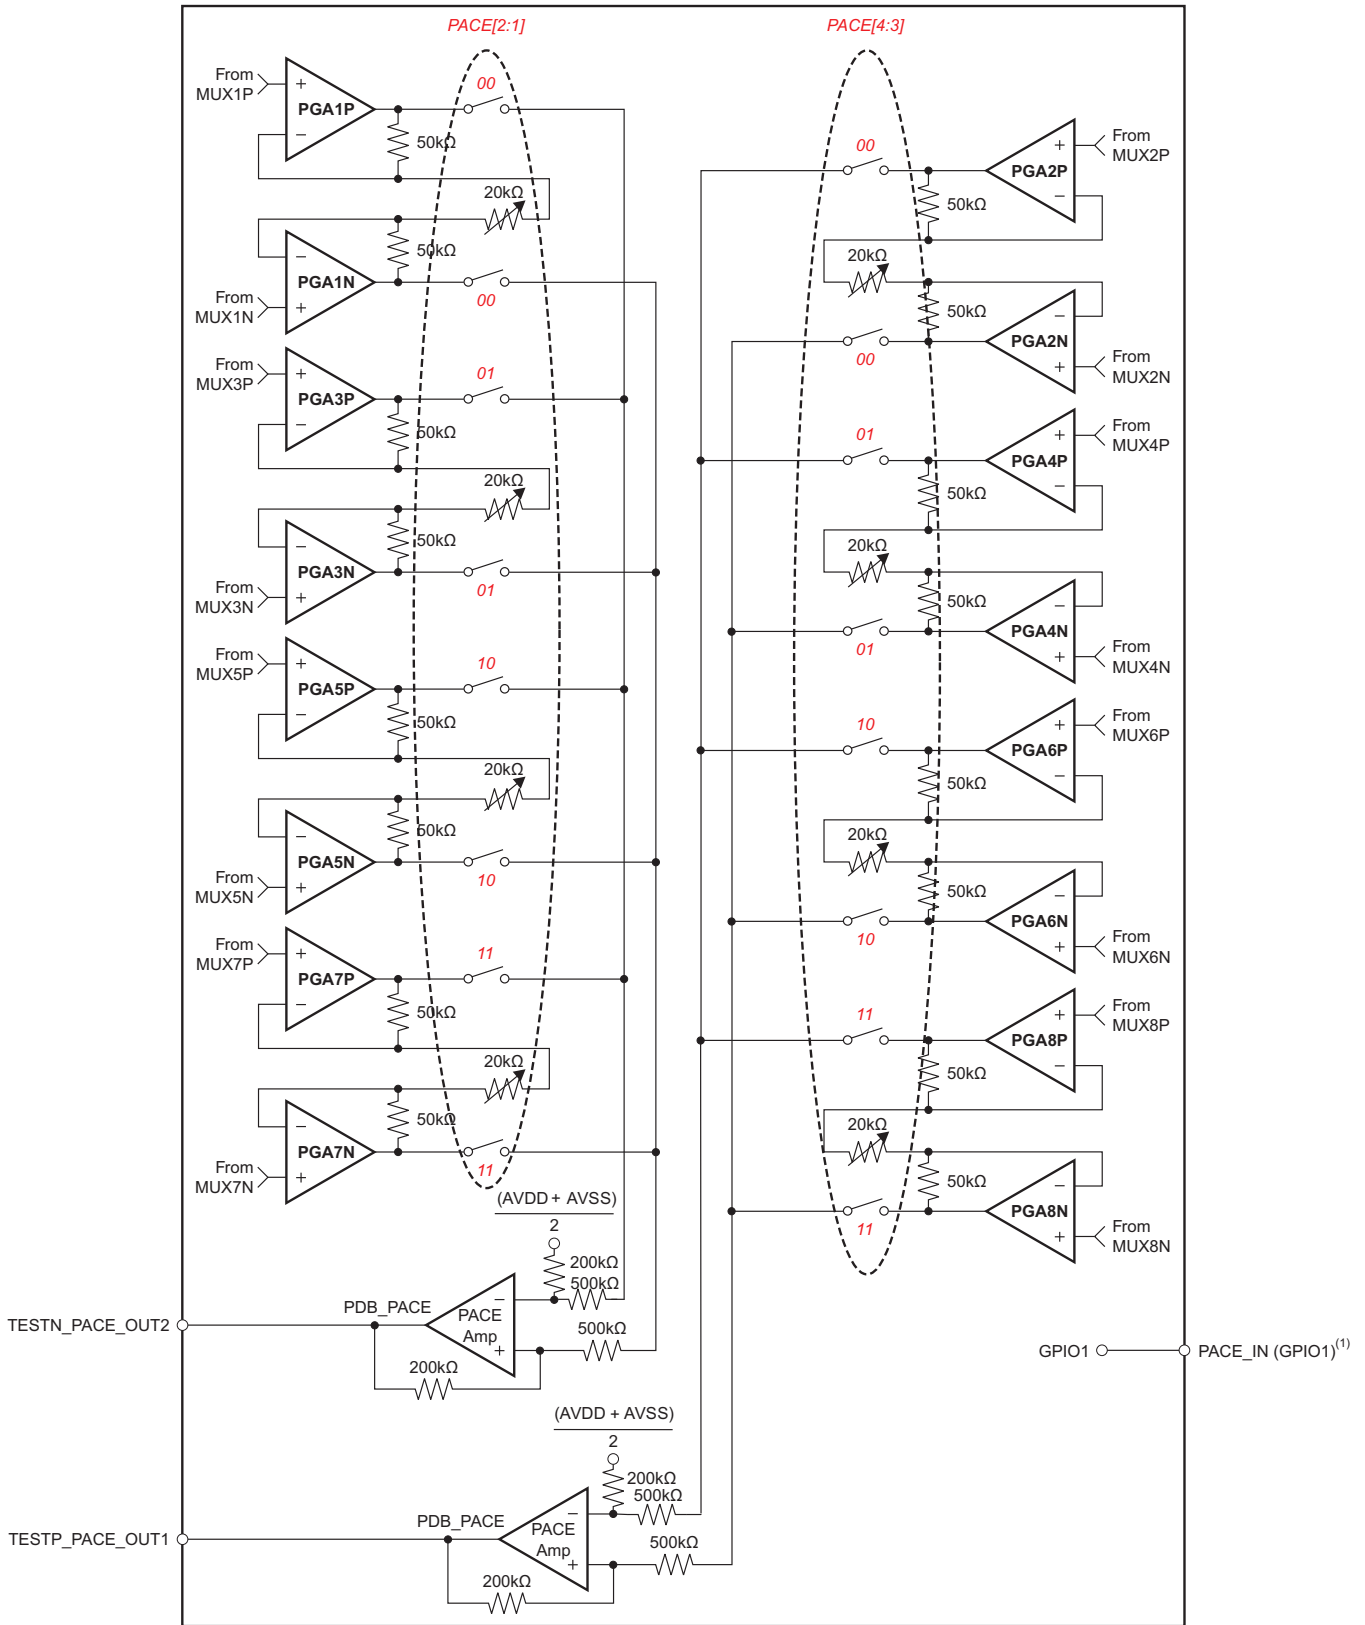 PACE[2:1]
PACE[4:3]
From
MUX1P
+
PGA1P
−
00
50kΩ
20kΩ
50kΩ
−
PGA1N
+
From
MUX1N
00
From
MUX3P
+
PGA3P
−
01
50kΩ
20kΩ
50kΩ
−
PGA3N
+
From
MUX3N
01
From
MUX5P
+
PGA5P
−
10
50kΩ
20kΩ
50kΩ
−
PGA5N
+
From
MUX5N
10
From
MUX7P
+
PGA7P
−
11
50kΩ
20kΩ
50kΩ
−
PGA7N
+
From
MUX7N
11
00
+
PGA2P
−
From
MUX2P
50kΩ
20kΩ
50kΩ
−
PGA2N
+
From
MUX2N
00
01
+
PGA4P
−
From
MUX4P
50kΩ
20kΩ
50kΩ
−
PGA4N
+
From
MUX4N
01
10
+
PGA6P
−
From
MUX6P
50kΩ
20kΩ
50kΩ
−
PGA6N
+
From
MUX6N
10
11
+
PGA8P
−
From
MUX8P
50kΩ
20kΩ
50kΩ
−
PGA8N
+
From
MUX8N
11
(AVDD + AVSS)
2
200kΩ
500kΩ
PDB_PACE
−
PACE
Amp
+
500kΩ
200kΩ
TESTN_PACE_OUT2
GPIO1
PACE_IN (GPIO1)(1)
(AVDD + AVSS)
2
200kΩ
500kΩ
PDB_PACE
−
PACE
Amp
+
500kΩ
200kΩ
TESTP_PACE_OUT1